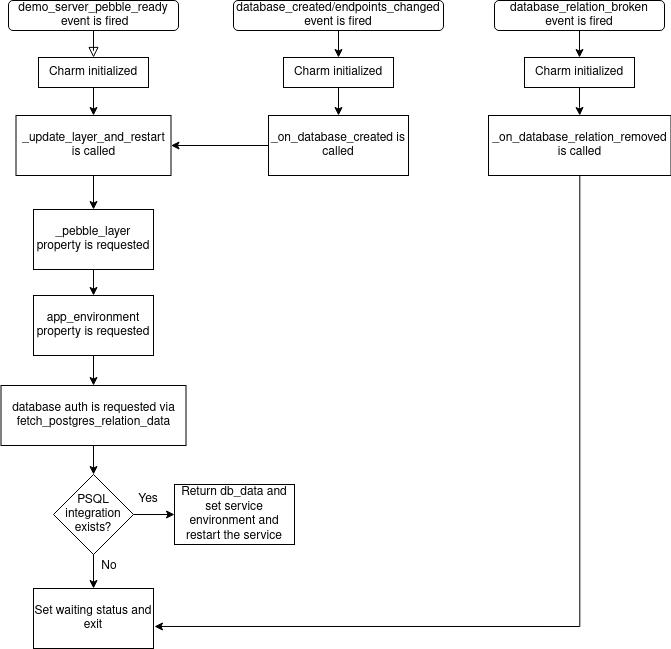 demo_server_pebble_ready
event is fired
database_created/endpoints_changed
event is fired
database_relation_broken
event is fired
Charm initialized
Charm initialized
Charm initialized
_update_layer_and_restart
is called
_on_database_created is
called
_on_database_relation_removed
is called
_pebble_layer
property is requested
app_environment
property is requested
database auth is requested via
fetch_postgres_relation_data
PSQL
integration
exists?
Yes
Return db_data and
set service
environment and
restart the service
No
Set waiting status and
exit